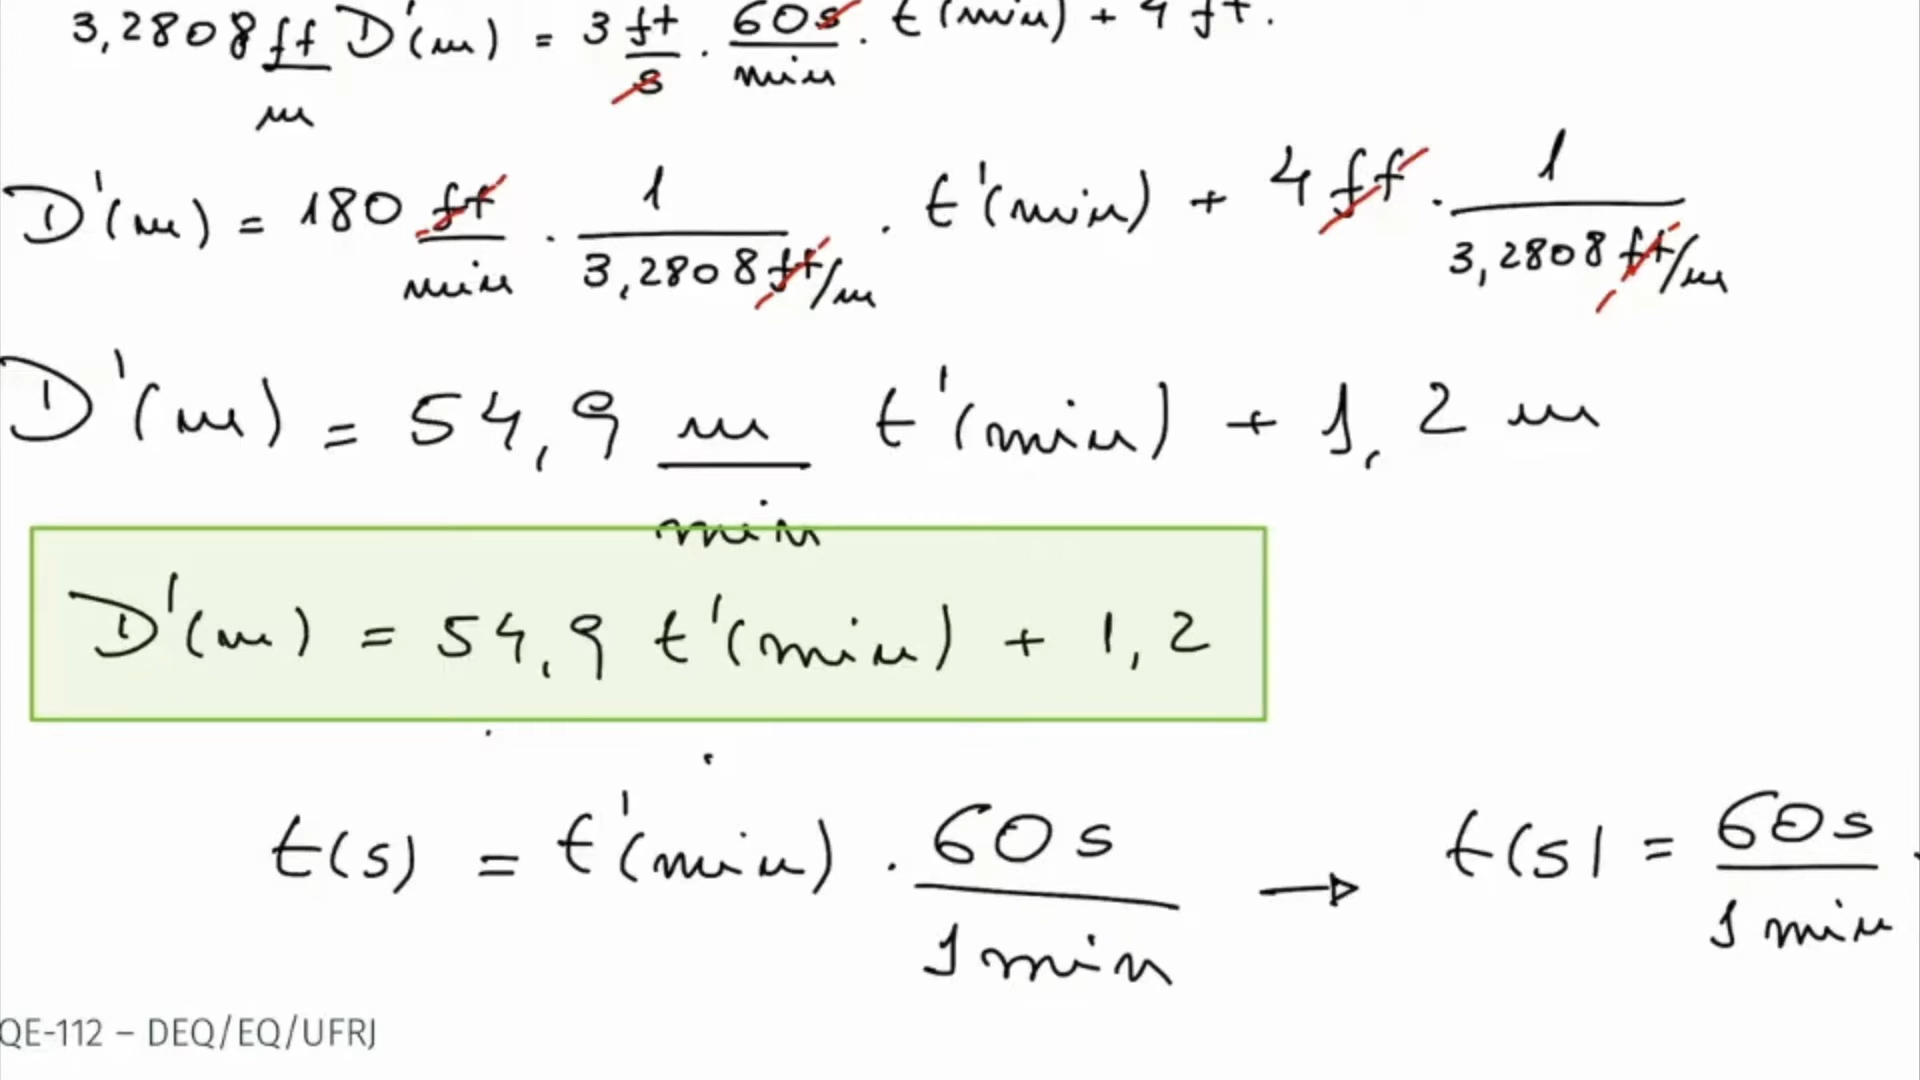 3,2808 ft/m D'(m) = 3 ft/s . 60s/min . t'(min) + 4 ft.
D'(m) = 180 ft/min . 1/3,2808 ft/m . t'(min) + 4 ft . 1/3,2808 ft/m
D'(m) = 54,9 m/min t'(min) + 1,2 m
D'(m) = 54,9 t'(min) + 1,2
t(s) = t'(min) . 60 s/1 min → t(s) = 60 s/1 min
QE-112 – DEQ/EQ/UFRJ